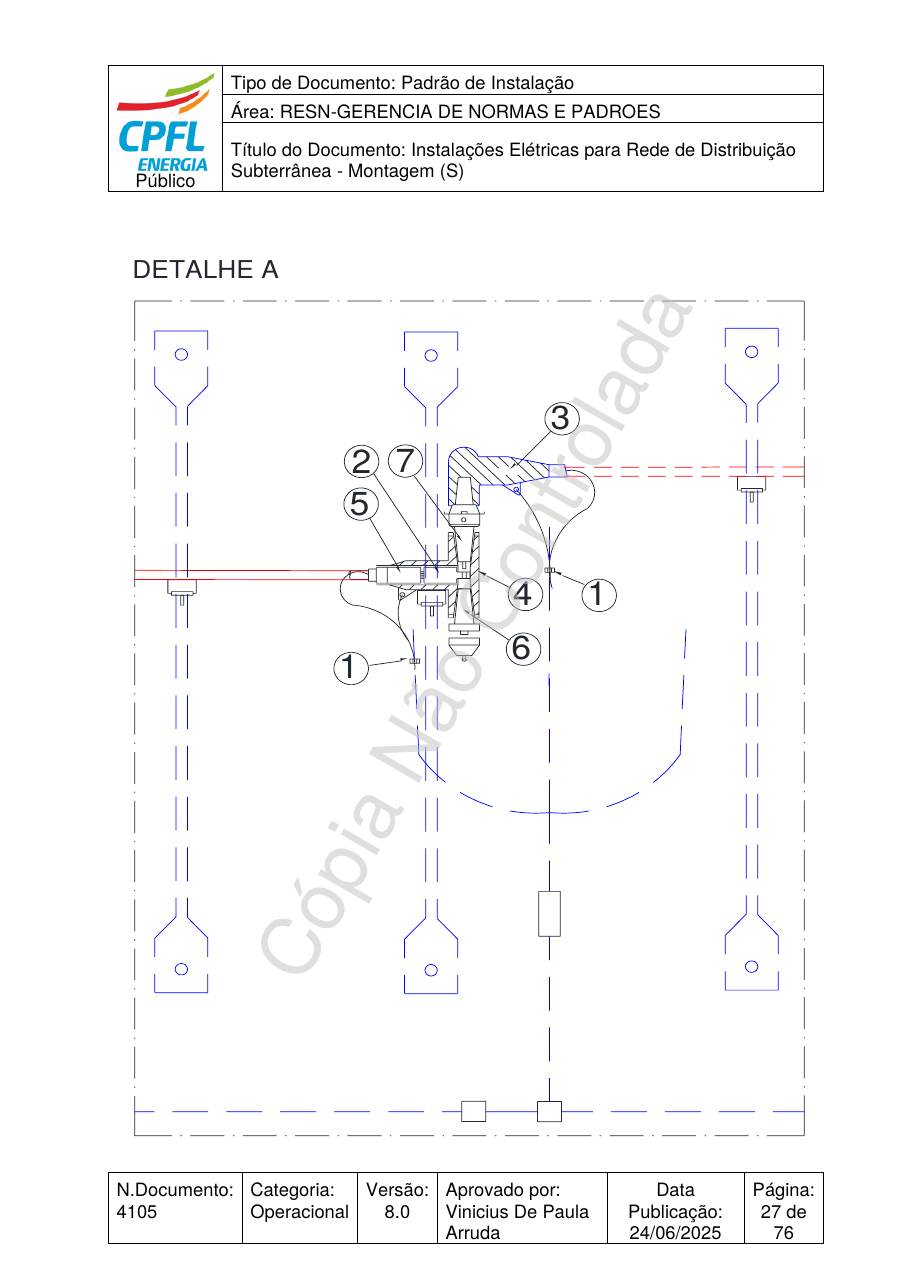 CPFL
ENERGIA
Público
Tipo de Documento: Padrão de Instalação
Área: RESN-GERENCIA DE NORMAS E PADROES
Título do Documento: Instalações Elétricas para Rede de Distribuição
Subterrânea - Montagem (S)
DETALHE A
3
2
7
5
4
1
6
1
Cópia Não Controlada
N.Documento:
4105
Categoria:
Operacional
Versão:
8.0
Aprovado por:
Vinicius De Paula
Arruda
Data
Publicação:
24/06/2025
Página:
27 de
76